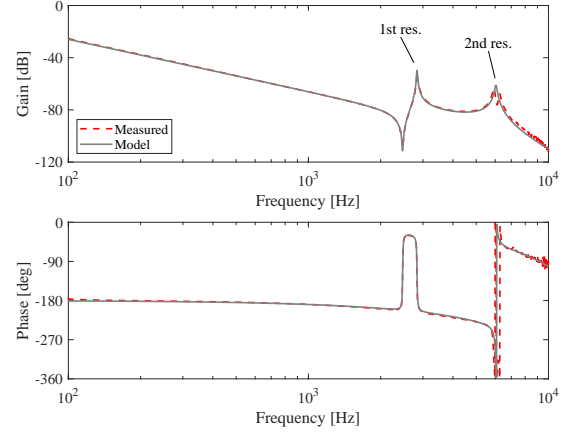 0
1st res.
2nd res.
-40
Gain [dB]
-80
Measured
Model
-120
10^2
10^3
10^4
Frequency [Hz]
0
-90
Phase [deg]
-180
-270
-360
10^2
10^3
10^4
Frequency [Hz]